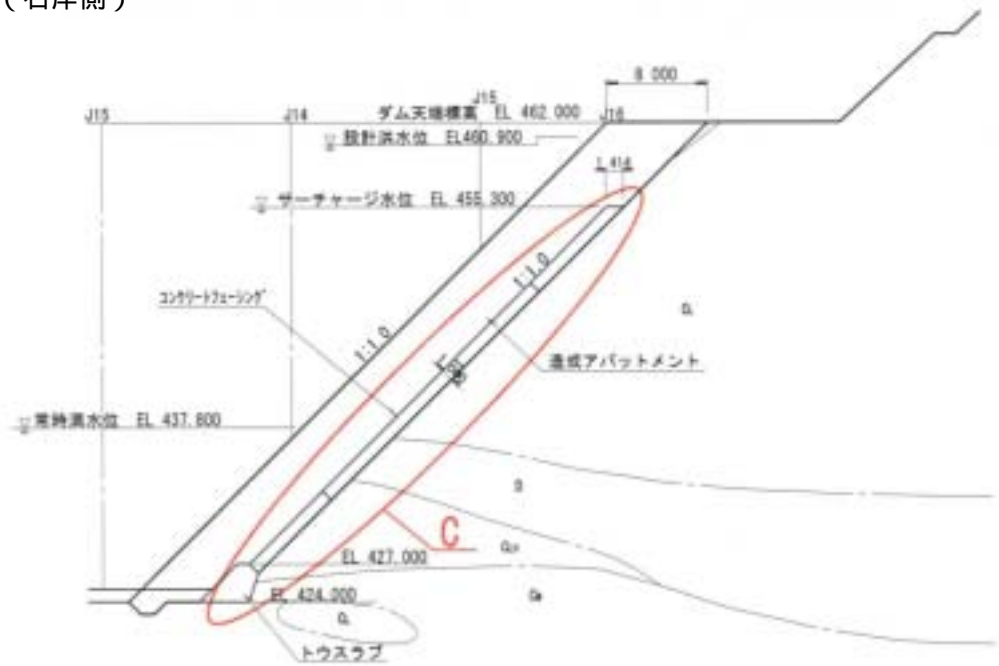 (右岸側)
8 000
J15
J15
J14
ダム天端標高 EL 462.000
J16
設計洪水位 EL460.900
1.414
サーチャージ水位 EL 455.300
1:1.0
コンクリートフェーシング
1:1.0
造成アバットメント
常時満水位 EL 437.800
D
C
EL 427.000
EL 424.000
トウスラブ